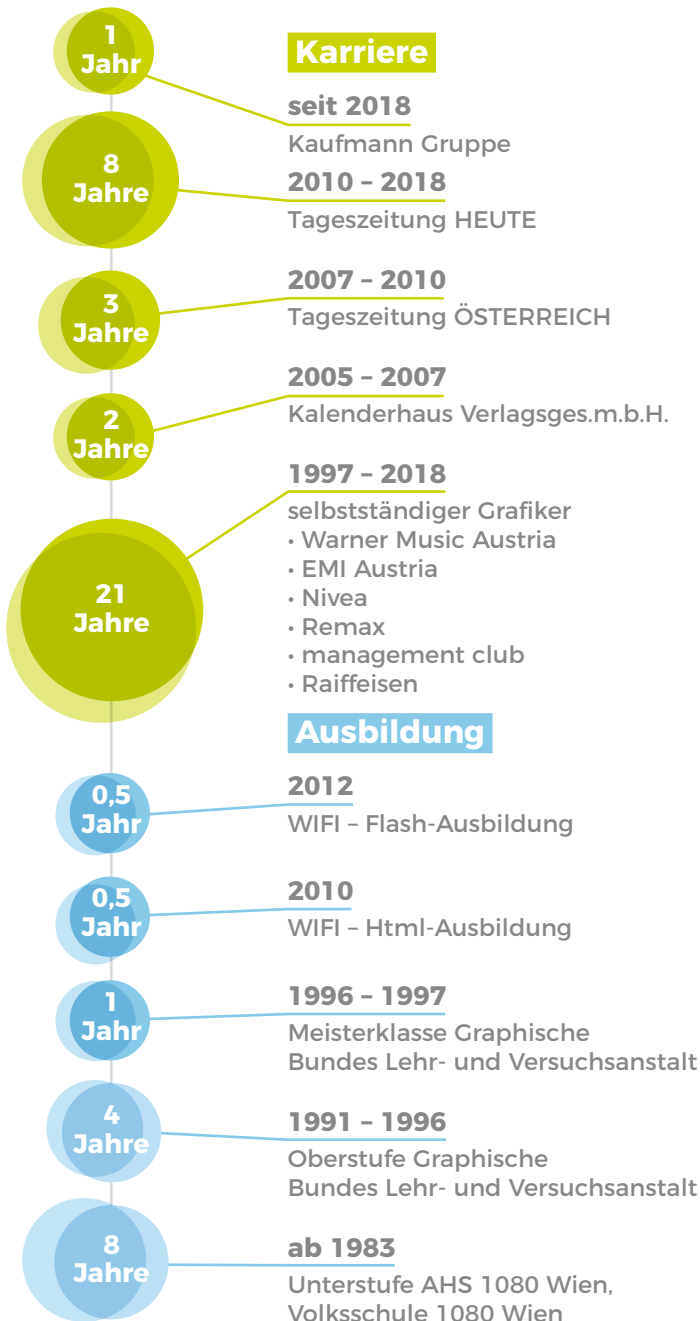 1
Jahr
Karriere
seit 2018
Kaufmann Gruppe
8
Jahre
2010 – 2018
Tageszeitung HEUTE
3
Jahre
2007 – 2010
Tageszeitung ÖSTERREICH
2
Jahre
2005 – 2007
Kalenderhaus Verlagsges.m.b.H.
21
Jahre
1997 – 2018
selbstständiger Grafiker
• Warner Music Austria
• EMI Austria
• Nivea
• Remax
• management club
• Raiffeisen
Ausbildung
0,5
Jahr
2012
WIFI – Flash-Ausbildung
0,5
Jahr
2010
WIFI – Html-Ausbildung
1
Jahr
1996 – 1997
Meisterklasse Graphische
Bundes Lehr- und Versuchsanstalt
4
Jahre
1991 – 1996
Oberstufe Graphische
Bundes Lehr- und Versuchsanstalt
8
Jahre
ab 1983
Unterstufe AHS 1080 Wien,
Volksschule 1080 Wien